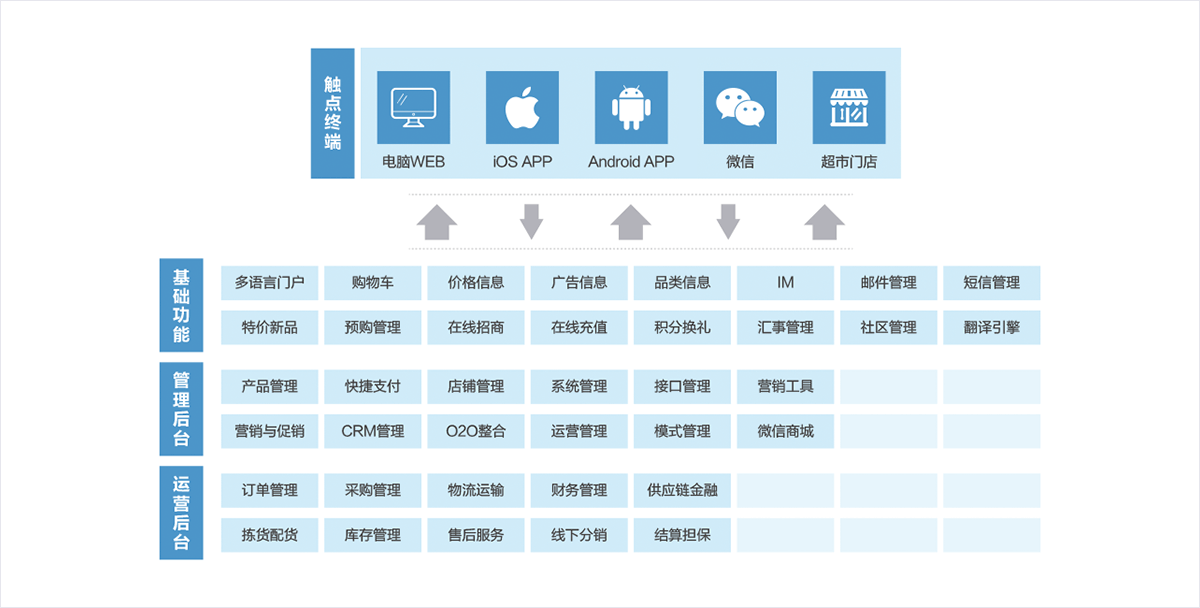 触点终端
电脑WEB iOS APP Android APP 微信 超市门店
基础功能
多语言门户 购物车 价格信息 广告信息 品类信息 IM 邮件管理 短信管理
特价新品 预购管理 在线招商 在线充值 积分换礼 汇事管理 社区管理 翻译引擎
管理后台
产品管理 快捷支付 店铺管理 系统管理 接口管理 营销工具
营销与促销 CRM管理 O2O整合 运营管理 模式管理 微信商城
运营后台
订单管理 采购管理 物流运输 财务管理 供应链金融
拣货配货 库存管理 售后服务 线下分销 结算担保